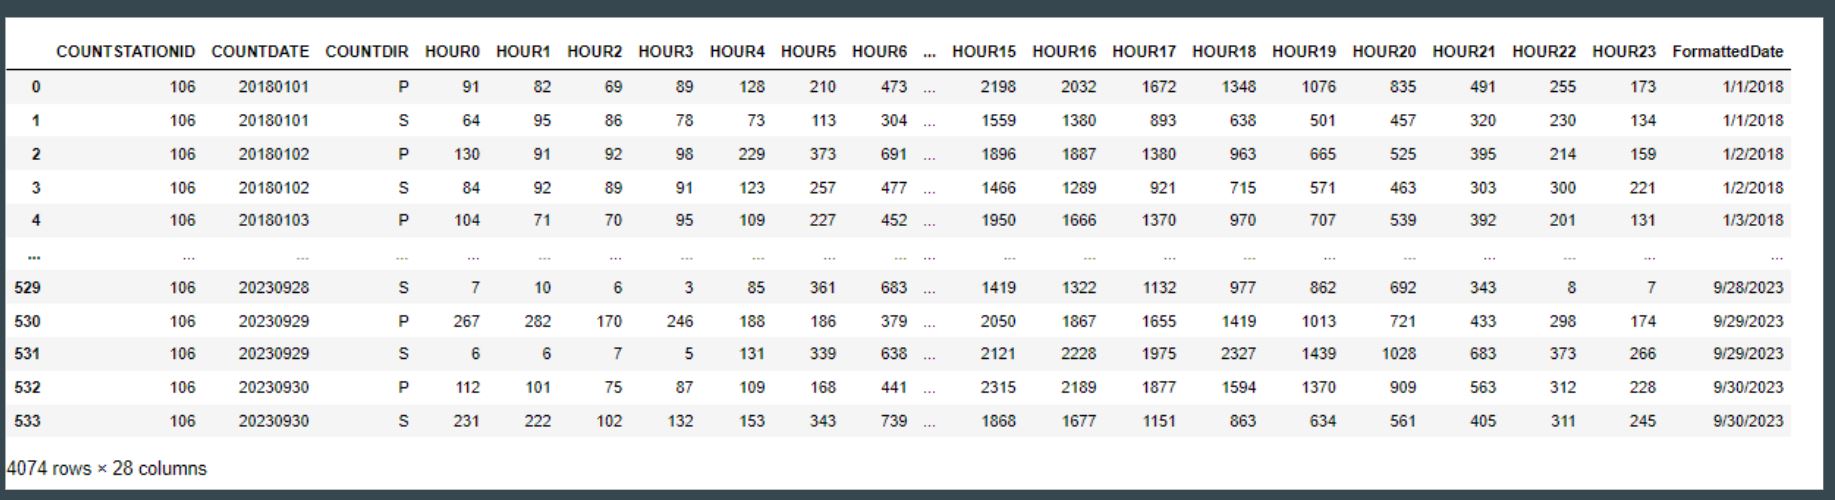 COUNTSTATIONID COUNTDATE COUNTDIR HOUR0 HOUR1 HOUR2 HOUR3 HOUR4 HOUR5 HOUR6 ... HOUR15 HOUR16 HOUR17 HOUR18 HOUR19 HOUR20 HOUR21 HOUR22 HOUR23 FormattedDate
0 106 20180101 P 91 82 69 89 128 210 473 ... 2198 2032 1672 1348 1076 835 491 255 173 1/1/2018
1 106 20180101 S 64 95 86 78 73 113 304 ... 1559 1380 893 638 501 457 320 230 134 1/1/2018
2 106 20180102 P 130 91 92 98 229 373 691 ... 1896 1887 1380 963 665 525 395 214 159 1/2/2018
3 106 20180102 S 84 92 89 91 123 257 477 ... 1466 1289 921 715 571 463 303 300 221 1/2/2018
4 106 20180103 P 104 71 70 95 109 227 452 ... 1950 1666 1370 970 707 539 392 201 131 1/3/2018
... ... ... ... ... ... ... ... ... ... ... ... ... ... ... ... ... ... ... ... ... ...
529 106 20230928 S 7 10 6 3 85 361 683 ... 1419 1322 1132 977 862 692 343 8 7 9/28/2023
530 106 20230929 P 267 282 170 246 188 186 379 ... 2050 1867 1655 1419 1013 721 433 298 174 9/29/2023
531 106 20230929 S 6 6 7 5 131 339 638 ... 2121 2228 1975 2327 1439 1028 683 373 266 9/29/2023
532 106 20230930 P 112 101 75 87 109 168 441 ... 2315 2189 1877 1594 1370 909 563 312 228 9/30/2023
533 106 20230930 S 231 222 102 132 153 343 739 ... 1868 1677 1151 863 634 561 405 311 245 9/30/2023
4074 rows × 28 columns